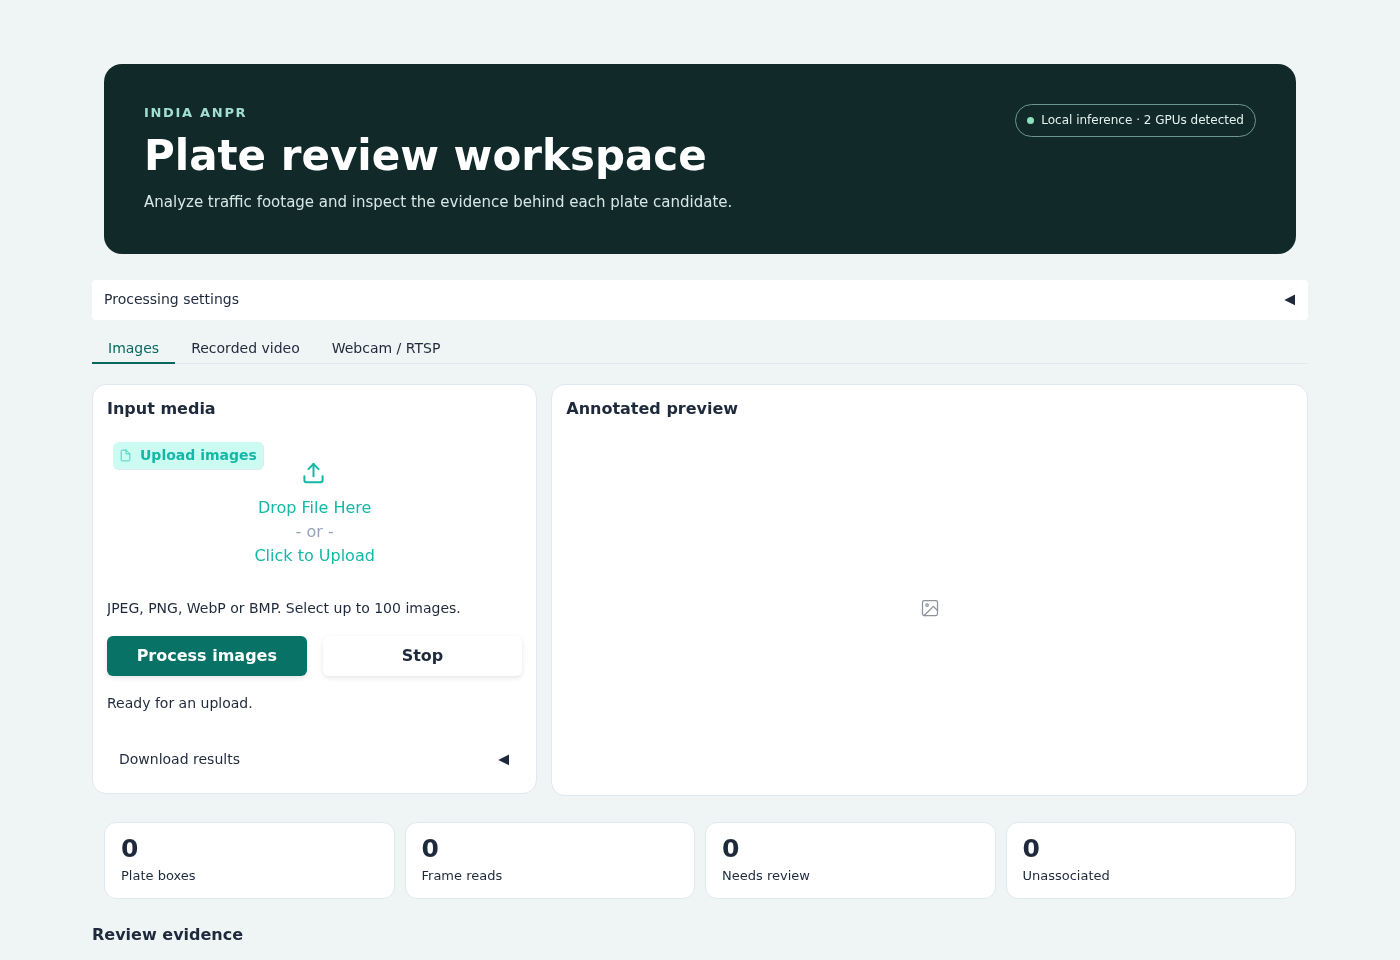 INDIA ANPR
Plate review workspace
Analyze traffic footage and inspect the evidence behind each plate candidate.
Local inference · 2 GPUs detected
Processing settings
Images
Recorded video
Webcam / RTSP
Input media
Upload images
Drop File Here
- or -
Click to Upload
JPEG, PNG, WebP or BMP. Select up to 100 images.
Process images
Stop
Ready for an upload.
Download results
Annotated preview
0
Plate boxes
0
Frame reads
0
Needs review
0
Unassociated
Review evidence